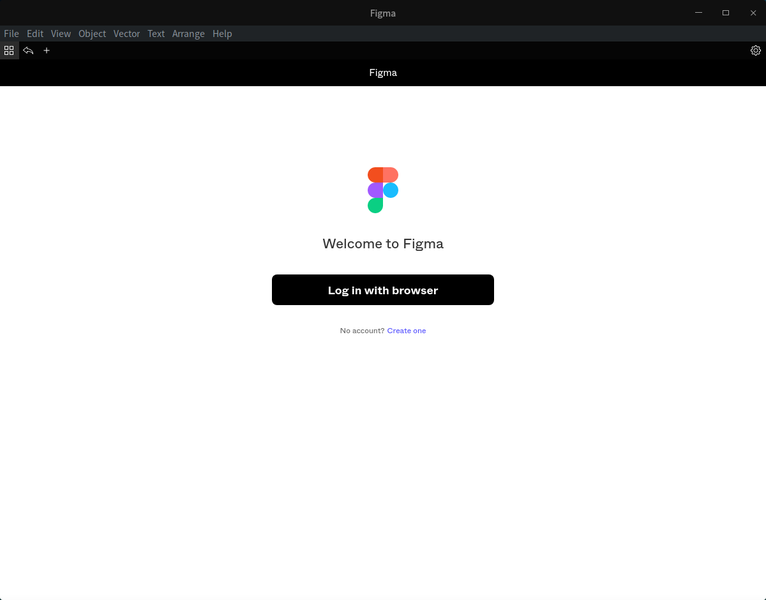 Figma
File Edit View Object Vector Text Arrange Help
Figma
Welcome to Figma
Log in with browser
No account? Create one